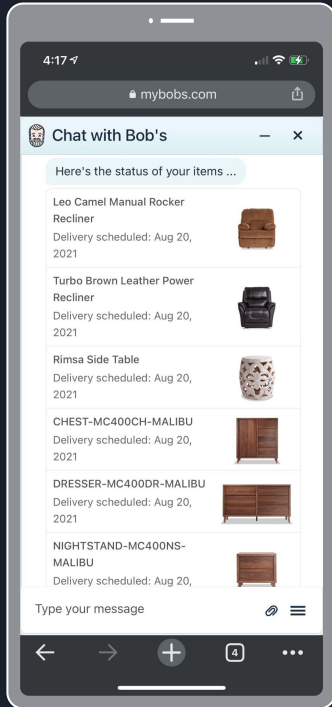 4:17
mybobs.com
Chat with Bob's
Here's the status of your items ...
Leo Camel Manual Rocker
Recliner
Delivery scheduled: Aug 20,
2021
Turbo Brown Leather Power
Recliner
Delivery scheduled: Aug 20,
2021
Rimsa Side Table
Delivery scheduled: Aug 20,
2021
CHEST-MC400CH-MALIBU
Delivery scheduled: Aug 20,
2021
DRESSER-MC400DR-MALIBU
Delivery scheduled: Aug 20,
2021
NIGHTSTAND-MC400NS-
MALIBU
Delivery scheduled: Aug 20,
Type your message
4